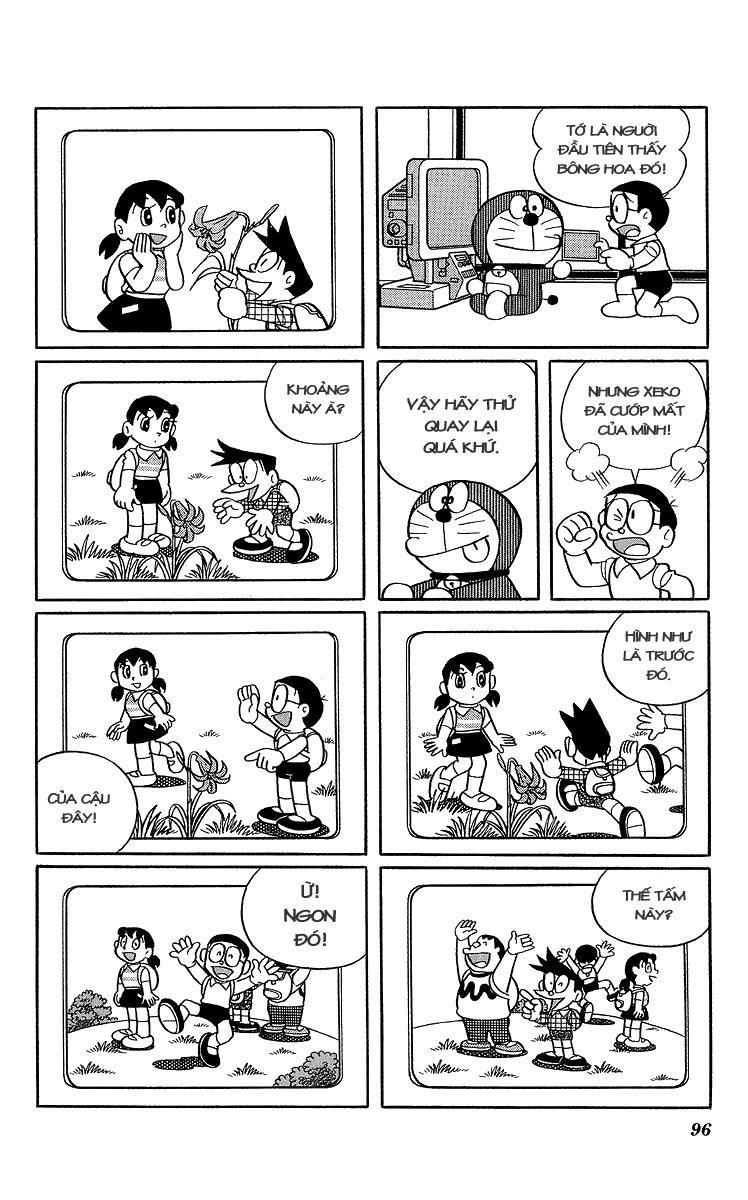 TỚ LÀ NGƯỜI
ĐẦU TIÊN THẤY
BÔNG HOA ĐÓ!
NHƯNG XEKO
ĐÃ CƯỚP MẤT
CỦA MÌNH!
VẬY HÃY THỬ
QUAY LẠI
QUÁ KHỨ.
KHOẢNG
NÀY À?
HÌNH NHƯ
LÀ TRƯỚC
ĐÓ.
CỦA CẬU
ĐÂY!
THẾ TẤM
NÀY?
Ừ!
NGON
ĐÓ!
96